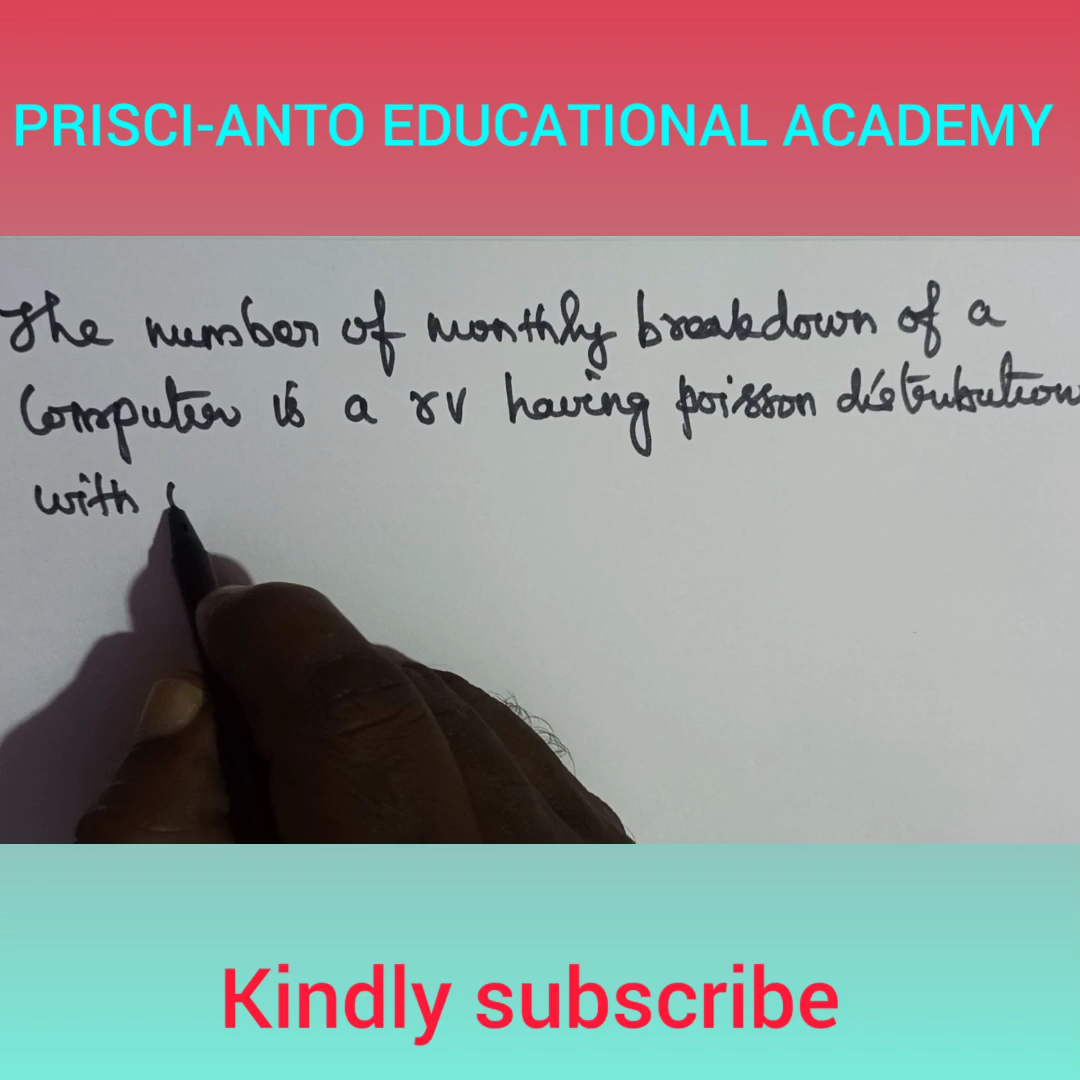 PRISCI-ANTO EDUCATIONAL ACADEMY
The number of monthly breakdown of a
computer is a rv having poisson distribution
with
Kindly subscribe